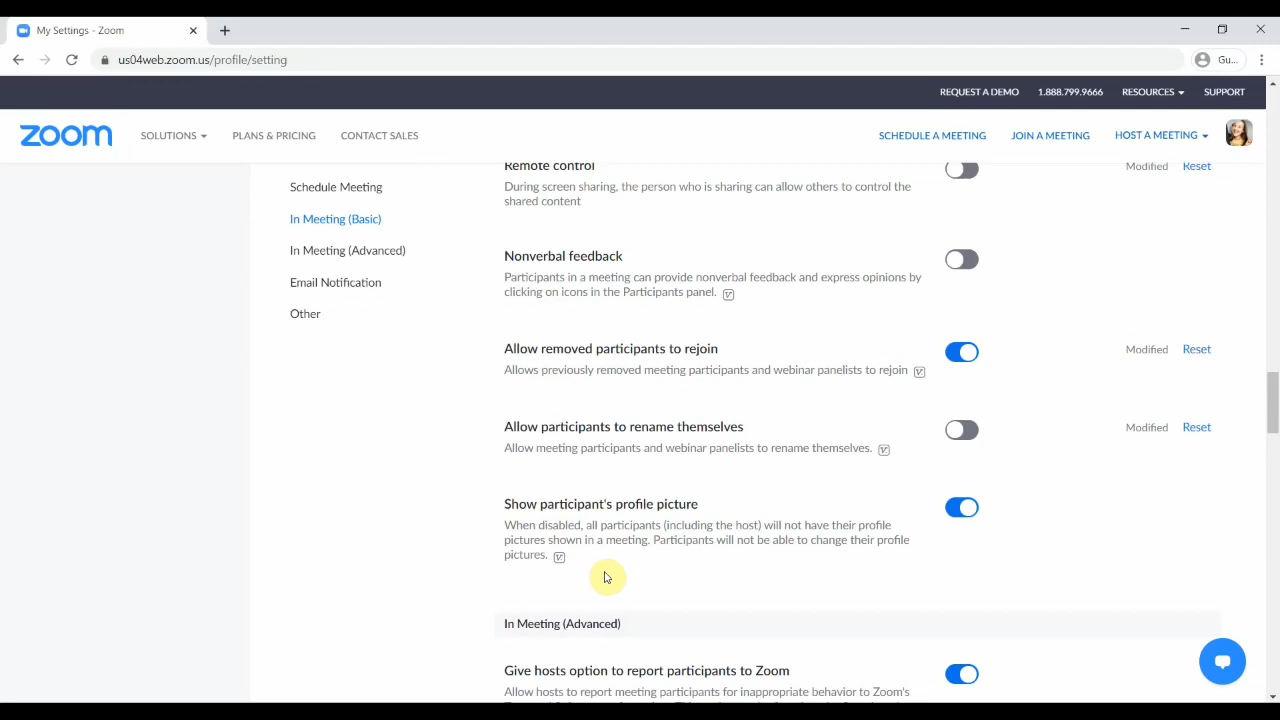 My Settings - Zoom
us04web.zoom.us/profile/setting
Gu...
REQUEST A DEMO 1.888.799.9666 RESOURCES SUPPORT
zoom SOLUTIONS PLANS & PRICING CONTACT SALES SCHEDULE A MEETING JOIN A MEETING HOST A MEETING
Schedule Meeting
In Meeting (Basic)
In Meeting (Advanced)
Email Notification
Other
Remote control Modified Reset
During screen sharing, the person who is sharing can allow others to control the
shared content
Nonverbal feedback
Participants in a meeting can provide nonverbal feedback and express opinions by
clicking on icons in the Participants panel.
Allow removed participants to rejoin Modified Reset
Allows previously removed meeting participants and webinar panelists to rejoin
Allow participants to rename themselves Modified Reset
Allow meeting participants and webinar panelists to rename themselves.
Show participant's profile picture
When disabled, all participants (including the host) will not have their profile
pictures shown in a meeting. Participants will not be able to change their profile
pictures.
In Meeting (Advanced)
Give hosts option to report participants to Zoom
Allow hosts to report meeting participants for inappropriate behavior to Zoom's